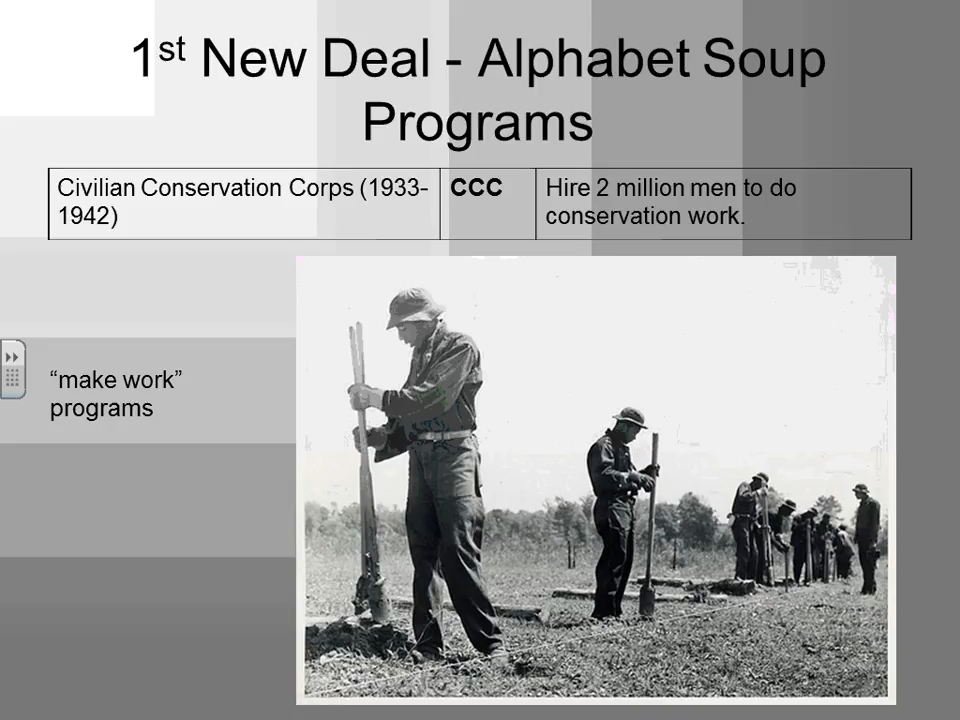 1st New Deal - Alphabet Soup
Programs
Civilian Conservation Corps (1933-
1942)
CCC
Hire 2 million men to do
conservation work.
“make work”
programs